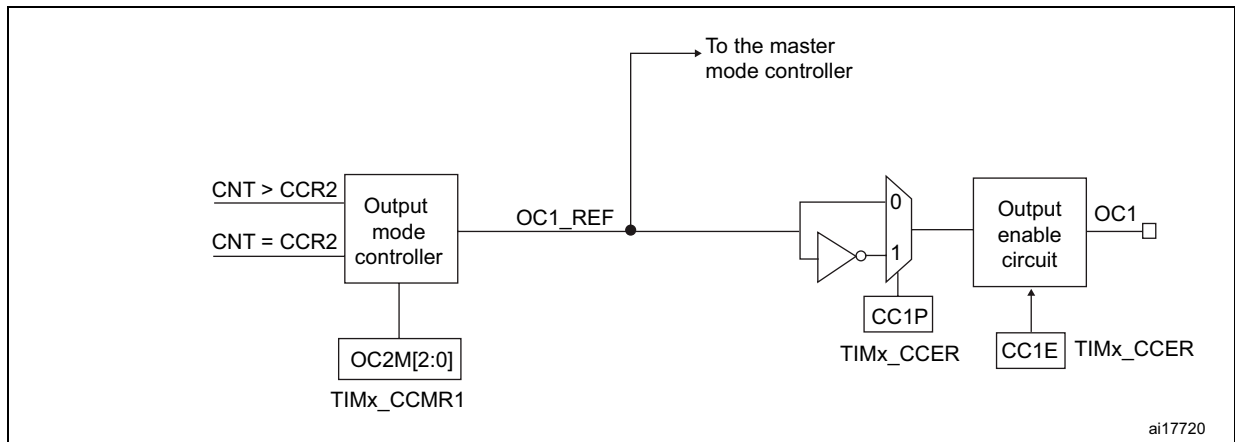 To the master
mode controller
CNT > CCR2
CNT = CCR2
Output
mode
controller
OC1_REF
0
1
Output
enable
circuit
OC1
CC1P
TIMx_CCER
CC1E
TIMx_CCER
OC2M[2:0]
TIMx_CCMR1
ai17720